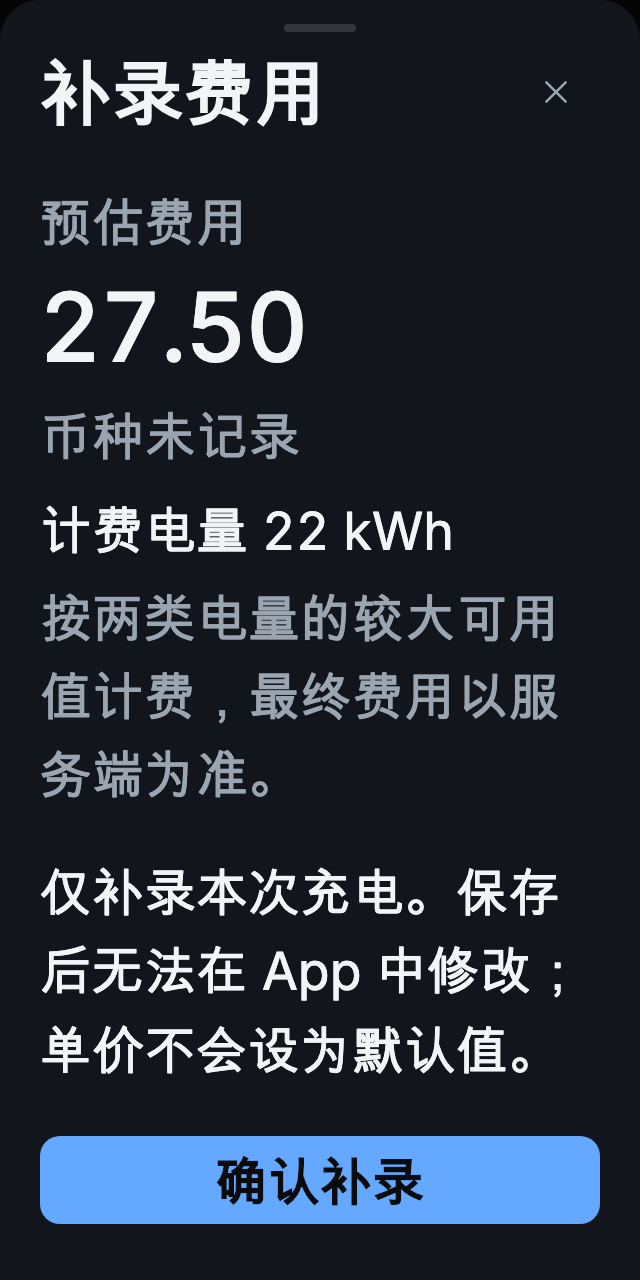 补录费用
预估费用
27.50
币种未记录
计费电量 22 kWh
按两类电量的较大可用
值计费，最终费用以服
务端为准。
仅补录本次充电。保存
后无法在 App 中修改；
单价不会设为默认值。
确认补录